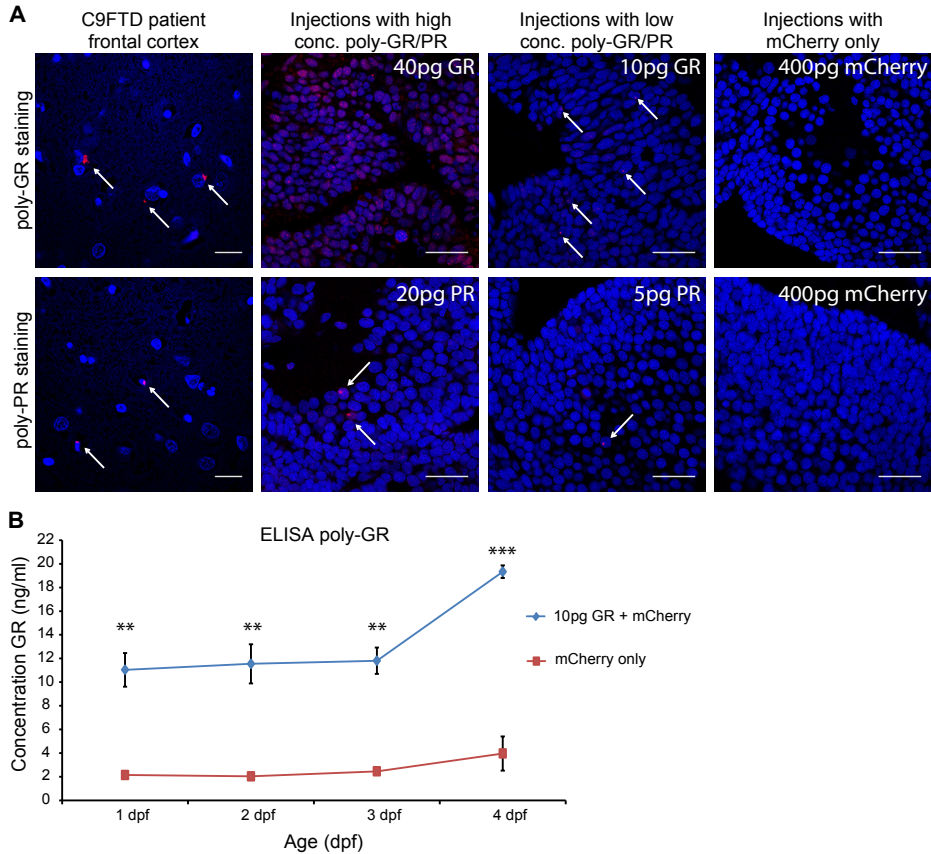 A
C9FTD patient
frontal cortex
Injections with high
conc. poly-GR/PR
Injections with low
conc. poly-GR/PR
Injections with
mCherry only
poly-GR staining
40pg GR
10pg GR
400pg mCherry
poly-PR staining
20pg PR
5pg PR
400pg mCherry
B
ELISA poly-GR
Concentration GR (ng/ml)
22
20
18
16
14
12
10
8
6
4
2
0
**
**
**
***
10pg GR + mCherry
mCherry only
1 dpf
2 dpf
3 dpf
4 dpf
Age (dpf)